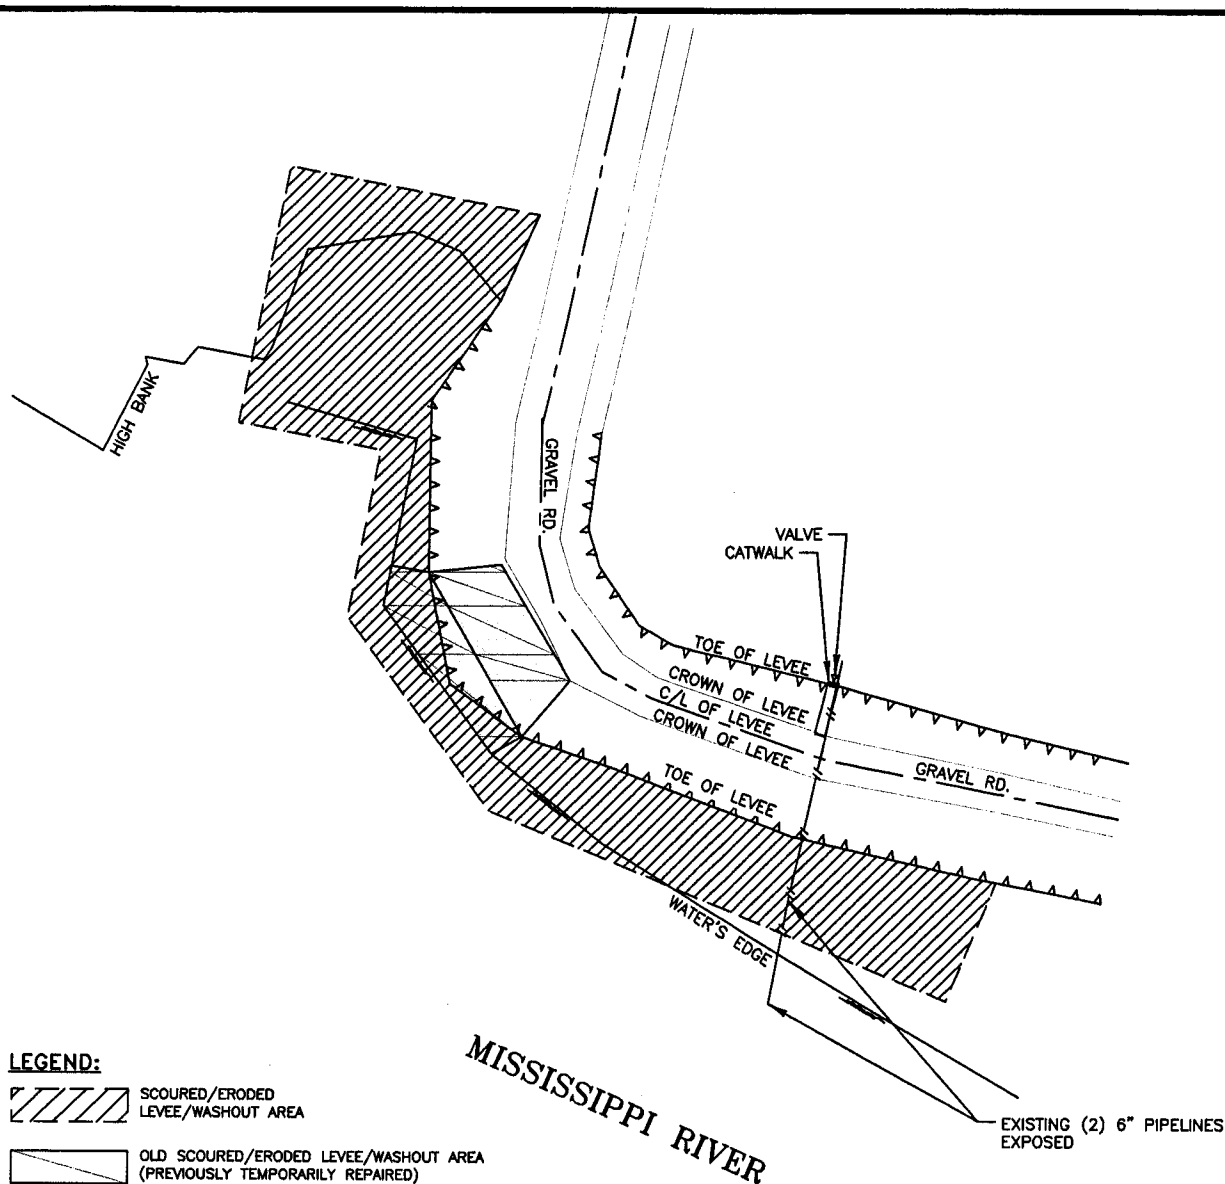 HIGH BANK
GRAVEL RD.
VALVE
CATWALK
TOE OF LEVEE
CROWN OF LEVEE
C/L OF LEVEE
CROWN OF LEVEE
GRAVEL RD.
TOE OF LEVEE
WATER'S EDGE
MISSISSIPPI RIVER
EXISTING (2) 6" PIPELINES
EXPOSED
LEGEND:
SCOURED/ERODED
LEVEE/WASHOUT AREA
OLD SCOURED/ERODED LEVEE/WASHOUT AREA
(PREVIOUSLY TEMPORARILY REPAIRED)